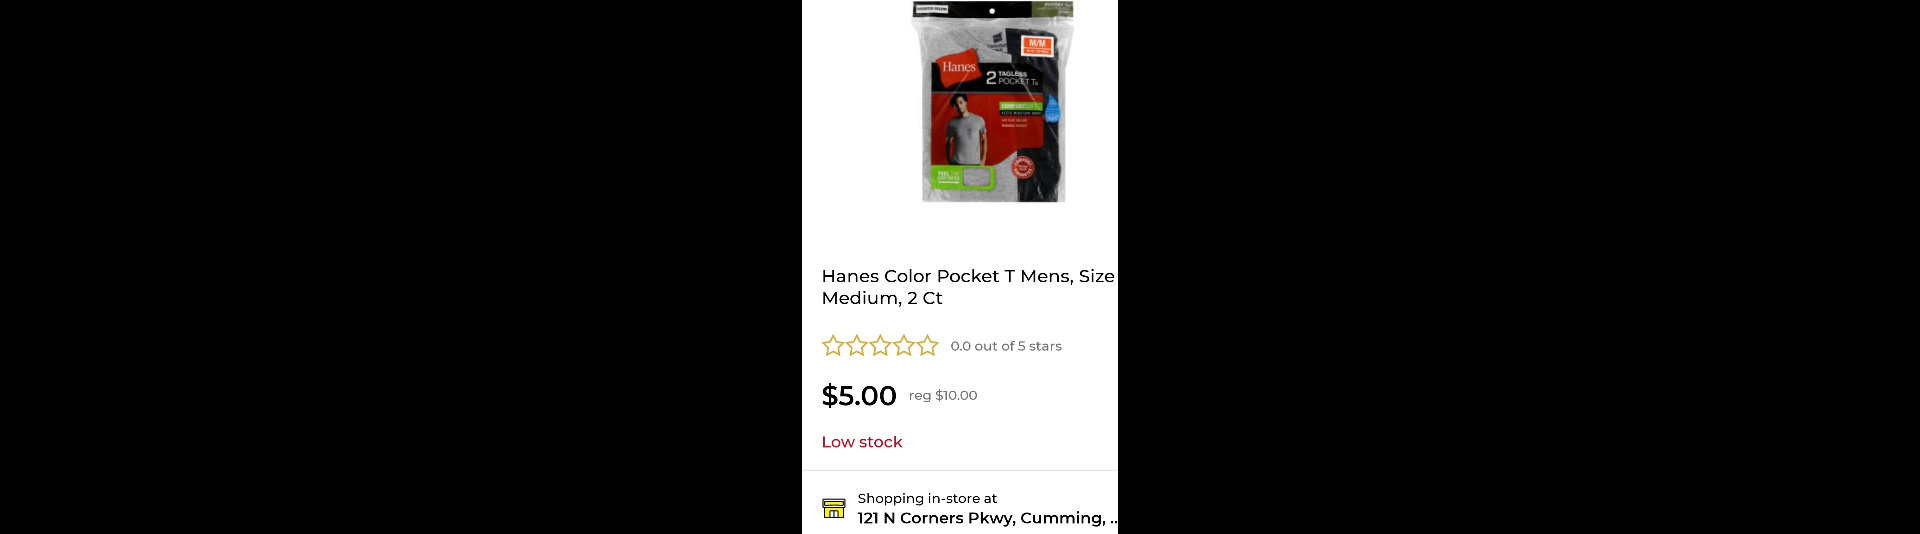 M/M
Hanes
2 TAGLESS
POCKET Ts
Hanes Color Pocket T Mens, Size
Medium, 2 Ct
0.0 out of 5 stars
$5.00 reg $10.00
Low stock
Shopping in-store at
121 N Corners Pkwy, Cumming, ..